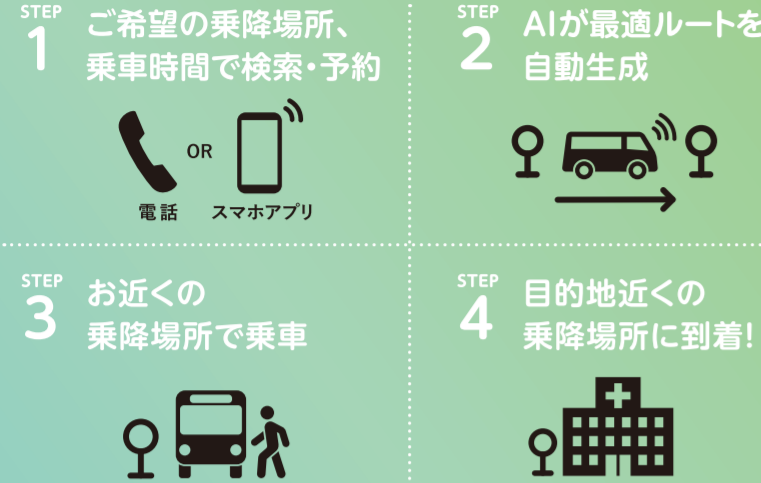 STEP
1
ご希望の乗降場所、
乗車時間で検索・予約
OR
電話
スマホアプリ
STEP
2
AIが最適ルートを
自動生成
STEP
3
お近くの
乗降場所で乗車
STEP
4
目的地近くの
乗降場所に到着!